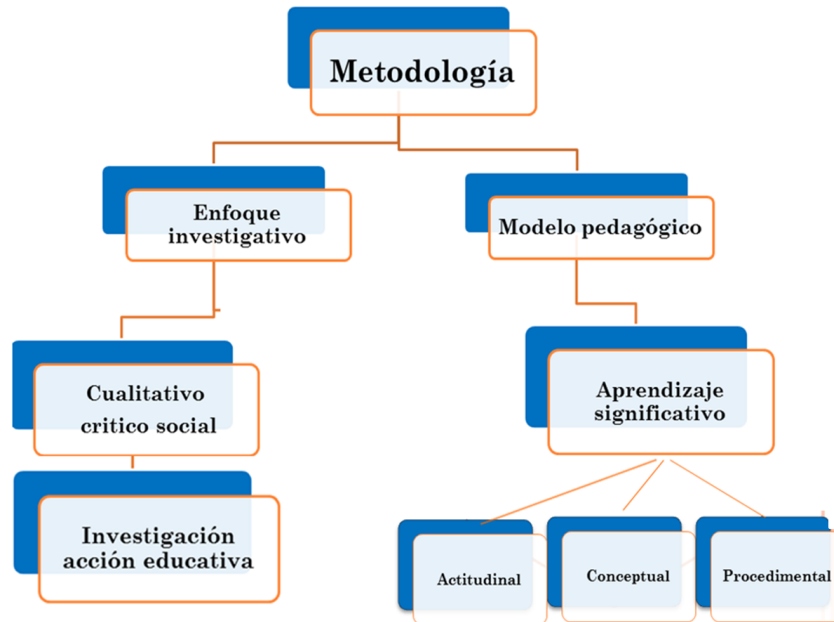 Metodología
Enfoque
investigativo
Modelo pedagógico
Cualitativo
critico social
Aprendizaje
significativo
Investigación
acción educativa
Actitudinal
Conceptual
Procedimental